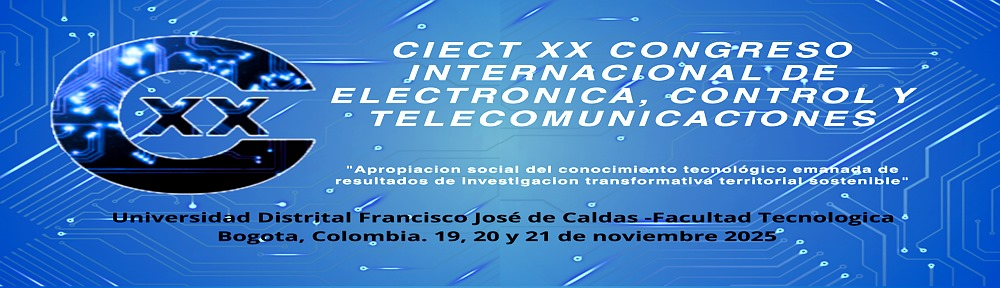 XX
CIECT XX CONGRESO
INTERNACIONAL DE
ELECTRONICA, CONTROL Y
TELECOMUNICACIONES
"Apropiacion social del conocimiento tecnológico emanada de
resultados de investigacion transformativa territorial sostenible"
Universidad Distrital Francisco José de Caldas -Facultad Tecnologica
Bogota, Colombia. 19, 20 y 21 de noviembre 2025